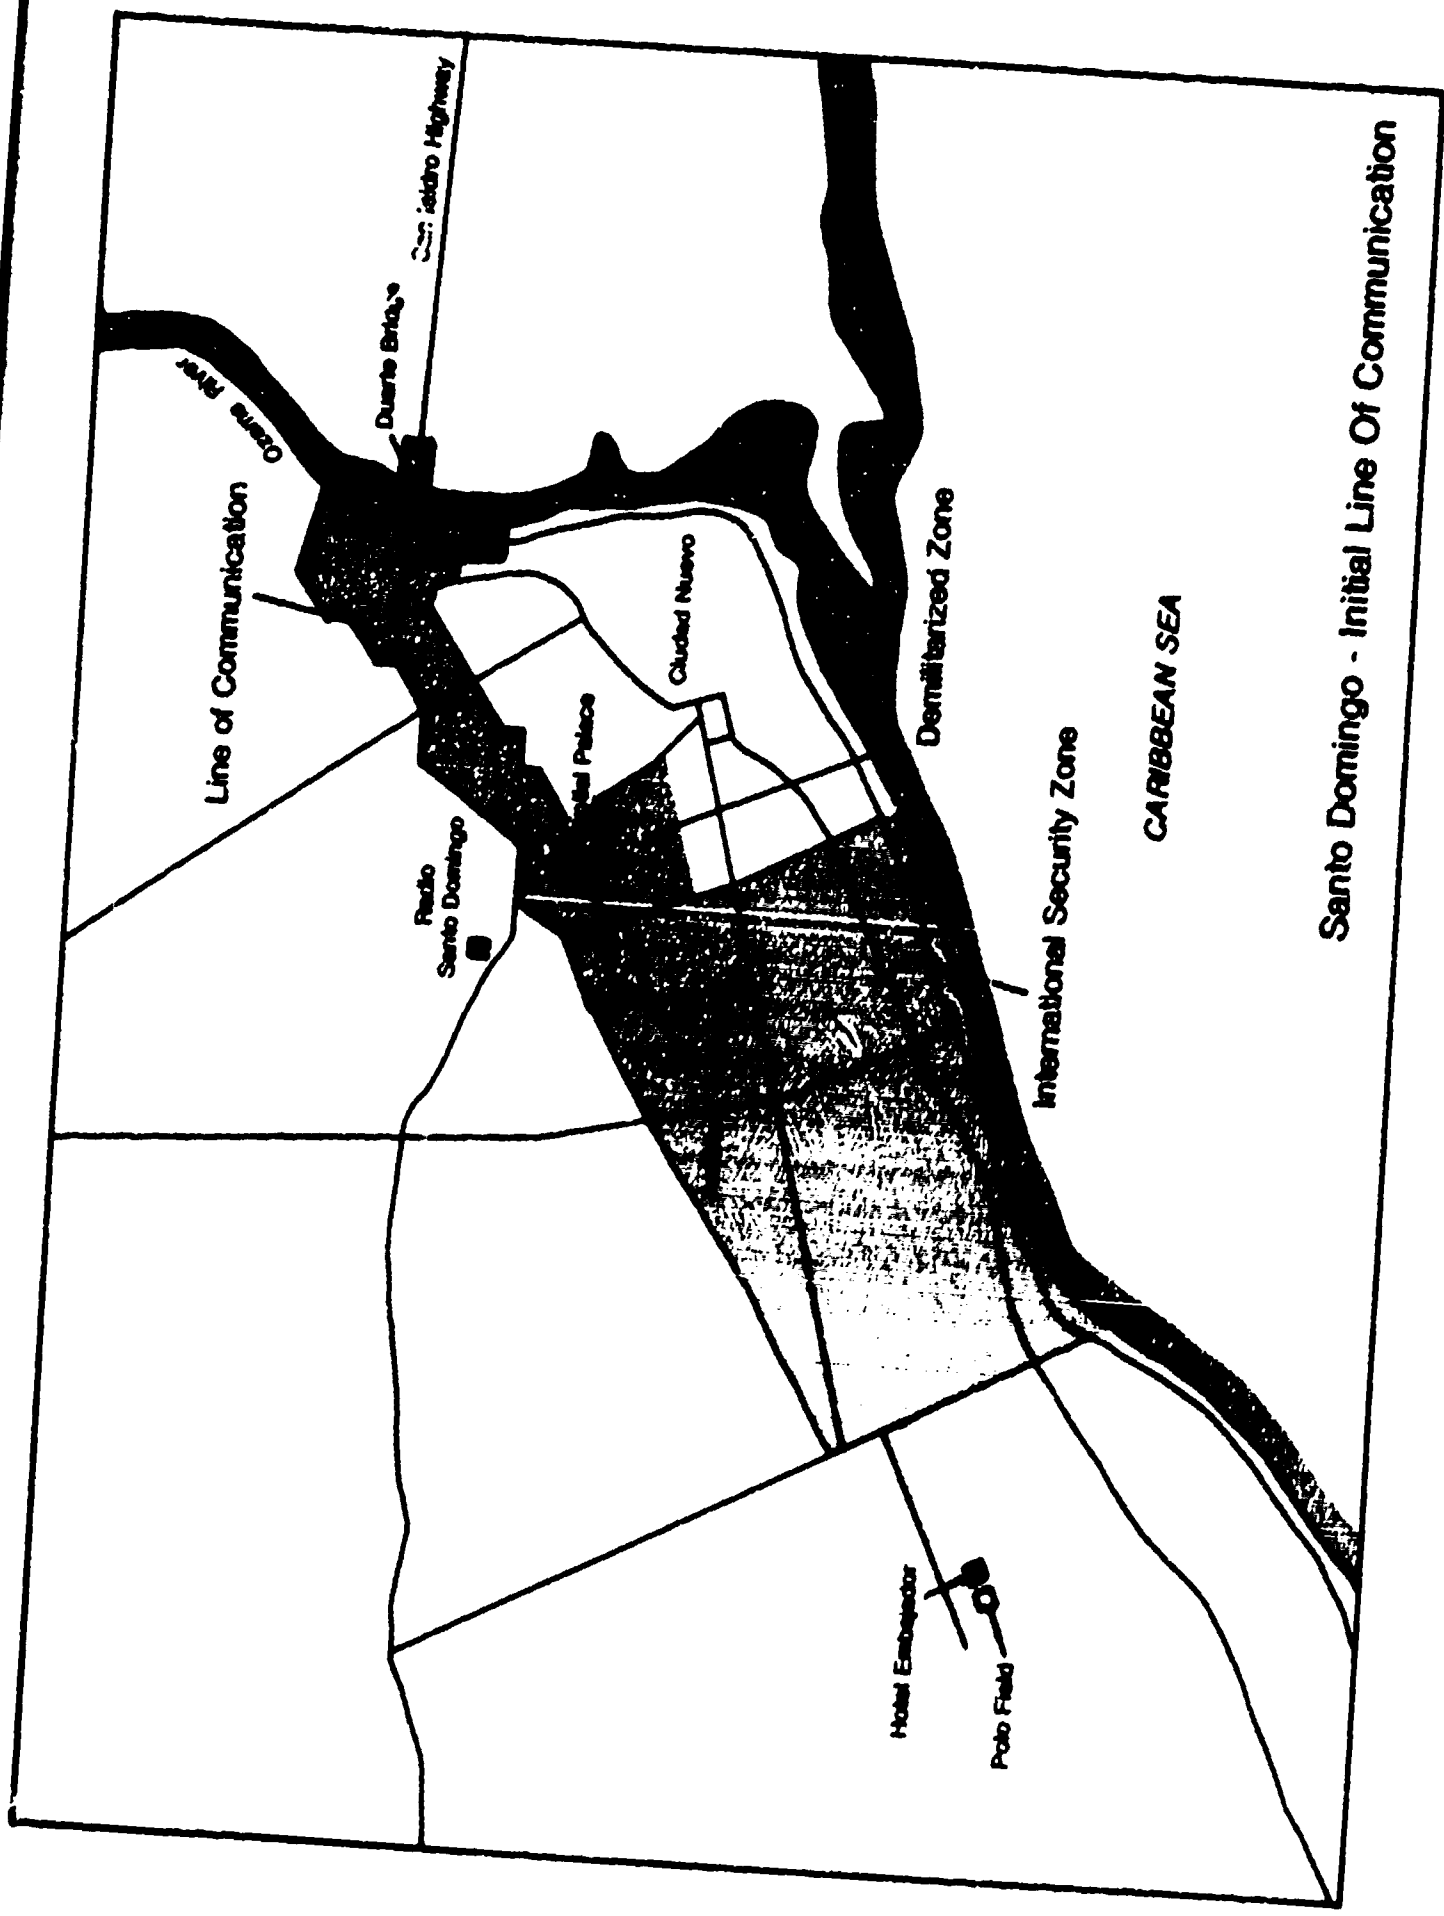 Ozama River
Duarte Bridge
San Isidro Highway
Line of Communication
Radio
Santo Domingo
Palace
Ciudad Nuevo
Demilitarized Zone
International Security Zone
CARIBBEAN SEA
Hotel Embajador
Polo Field
Santo Domingo - Initial Line Of Communication